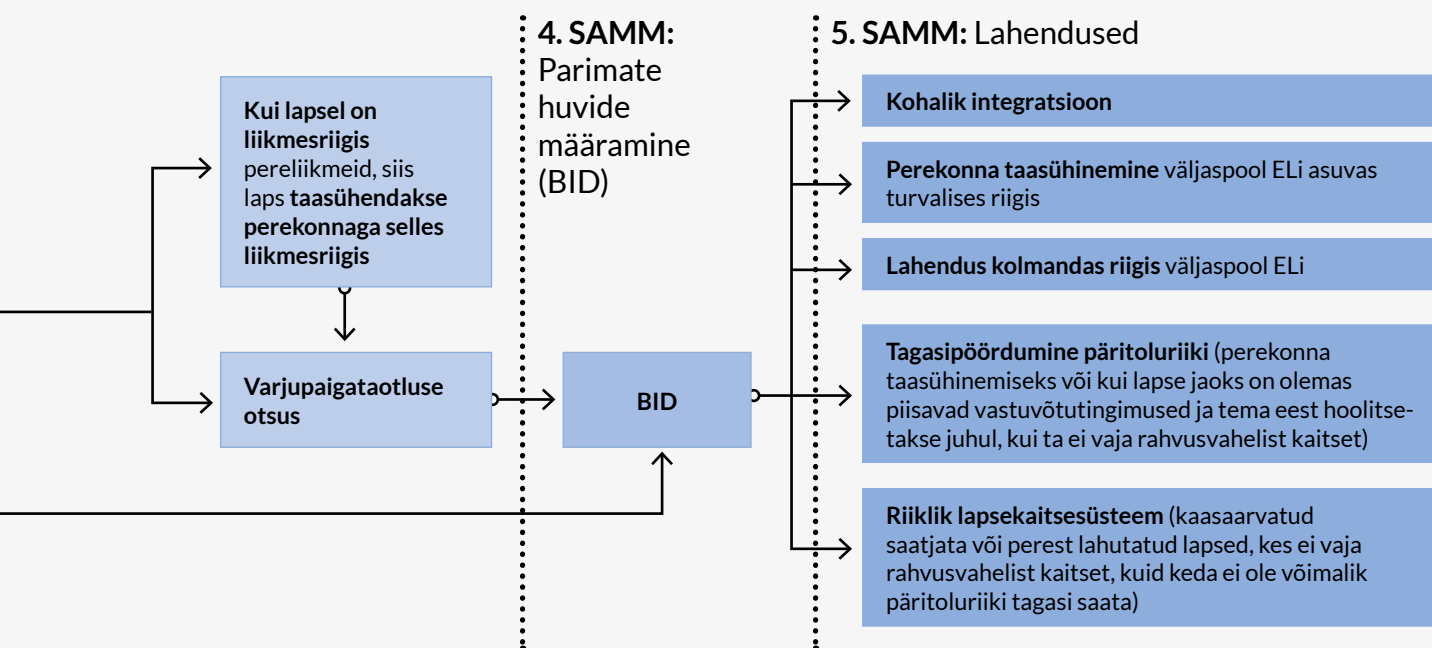 Kui lapsel on
liikmesriigis
pereliikmeid, siis
laps taasühendakse
perekonnaga selles
liikmesriigis
Varjupaigataotluse
otsus
4. SAMM:
Parimate
huvide
määramine
(BID)
BID
5. SAMM: Lahendused
Kohalik integratsioon
Perekonna taasühinemine väljaspool ELi asuvas
turvalises riigis
Lahendus kolmandas riigis väljaspool ELi
Tagasipöördumine päritoluriiki (perekonna
taasühinemiseks või kui lapse jaoks on olemas
piisavad vastuvõtutingimused ja tema eest hoolitse-
takse juhul, kui ta ei vaja rahvusvahelist kaitset)
Riiklik lapsekaitsesüsteem (kaasaarvatud
saatjata või perest lahutatud lapsed, kes ei vaja
rahvusvahelist kaitset, kuid keda ei ole võimalik
päritoluriiki tagasi saata)